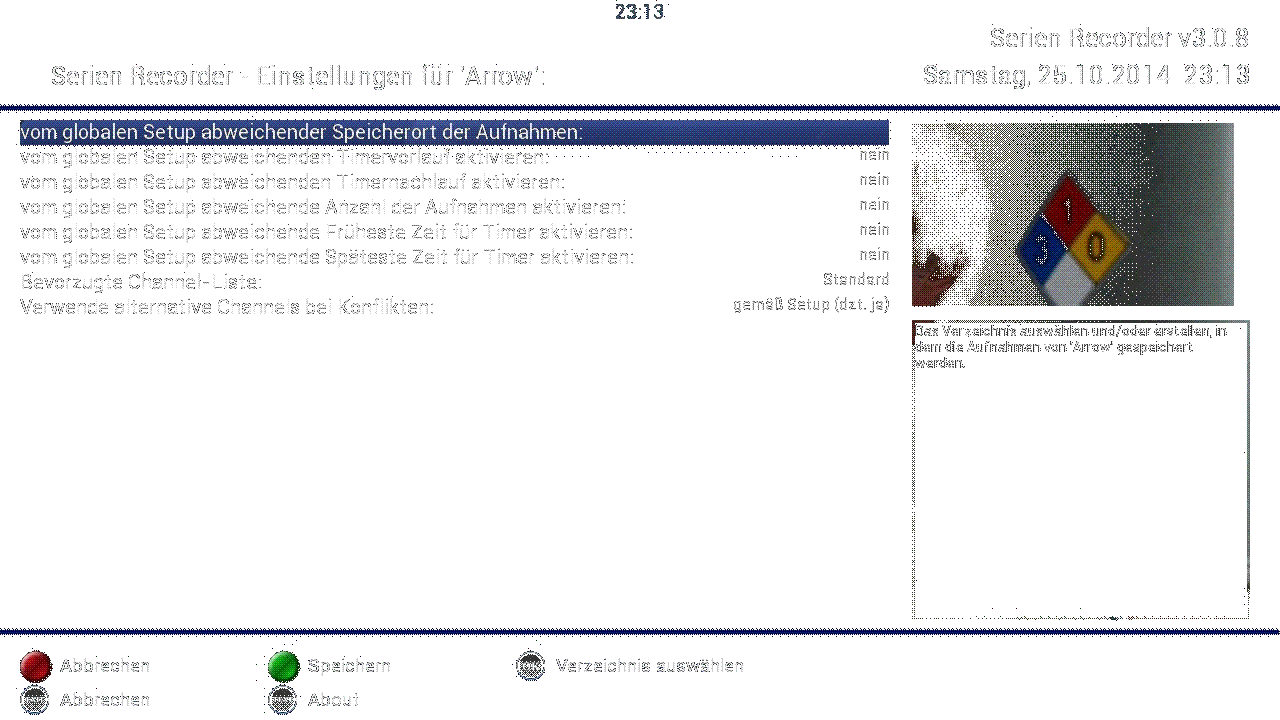 23:13
Serien Recorder v3.0.8
Serien Recorder - Einstellungen für 'Arrow':
Samstag, 25.10.2014 23:13
vom globalen Setup abweichender Speicherort der Aufnahmen:
vom globalen Setup abweichenden Timervorlauf aktivieren: nein
vom globalen Setup abweichenden Timernachlauf aktivieren: nein
vom globalen Setup abweichende Anzahl der Aufnahmen aktivieren: nein
vom globalen Setup abweichende Früheste Zeit für Timer aktivieren: nein
vom globalen Setup abweichende Späteste Zeit für Timer aktivieren: nein
Bevorzugte Channel-Liste: Standard
Verwende alternative Channels bei Konflikten: gemäß Setup (dzt. ja)
1
3 0
Das Verzeichnis auswählen und/oder erstellen, in
dem die Aufnahmen von 'Arrow' gespeichert
werden.
Abbrechen Speichern Verzeichnis auswählen
Abbrechen About